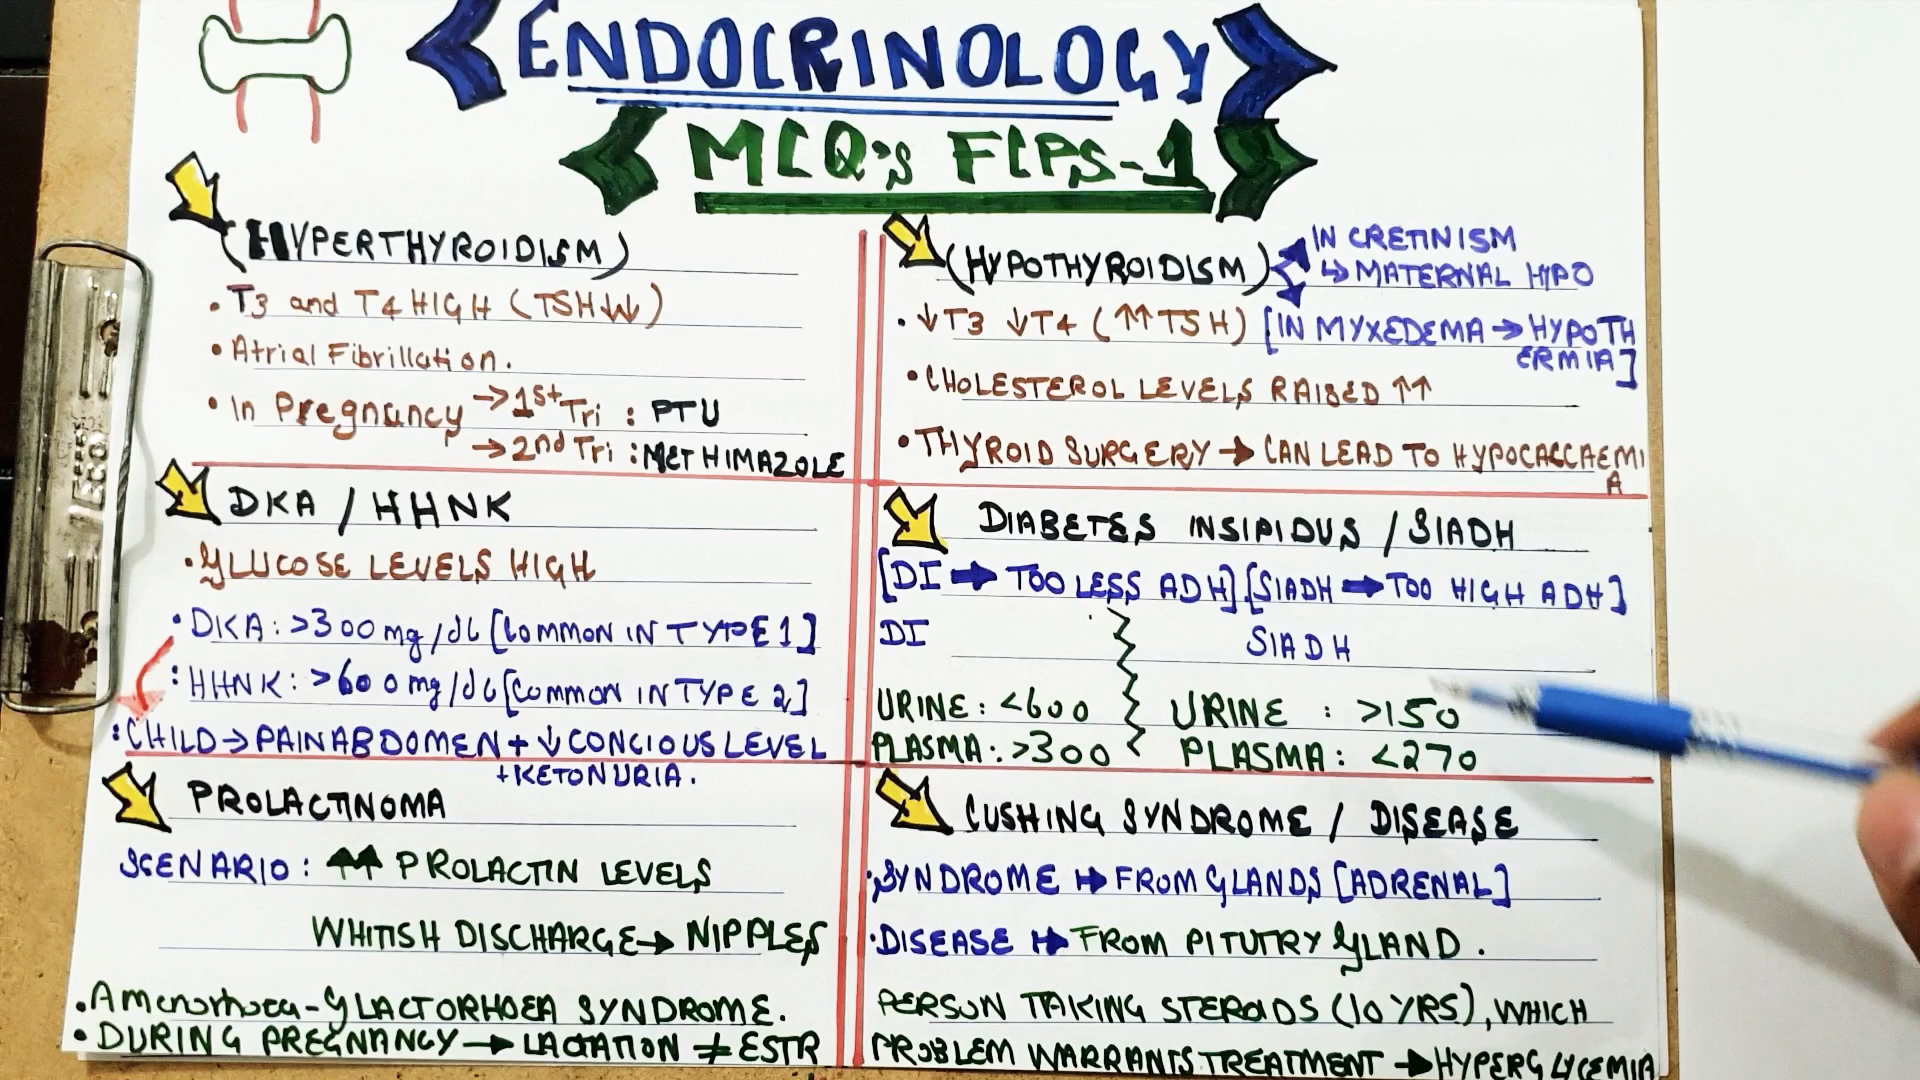 ENDOCRINOLOGY
MCQ's FCPS-1
(HYPERTHYROIDISM)
• T3 and T4 HIGH (TSH↓↓)
• Atrial Fibrillation.
• In Pregnancy → 1st Tri : PTU
→ 2nd Tri : METHIMAZOLE
(HYPOTHYROIDISM)
IN CRETINISM
↳ MATERNAL HYPO
• ↓T3 ↓T4 (↑↑TSH) [IN MYXEDEMA → HYPOTH
ERMIA]
• CHOLESTEROL LEVELS RAISED ↑↑
• THYROID SURGERY → CAN LEAD TO HYPOCALCAEMI
A
DKA / HHNK
• GLUCOSE LEVELS HIGH
• DKA : >300mg/dl [COMMON IN TYPE 1]
: HHNK : >600mg/dl [COMMON IN TYPE 2]
: CHILD → PAIN ABDOMEN + ↓ CONCIOUS LEVEL
+ KETONURIA.
DIABETES INSIPIDUS / SIADH
[DI → TOO LESS ADH] [SIADH → TOO HIGH ADH]
DI SIADH
URINE : <600 URINE : >150
PLASMA : >300 PLASMA : <270
PROLACTINOMA
SCENARIO : ↑↑ PROLACTIN LEVELS
WHITISH DISCHARGE → NIPPLES
• Amenorhoea - GLACTORHOEA SYNDROME.
• DURING PREGNANCY → LACTATION ≠ ESTR
CUSHING SYNDROME / DISEASE
• SYNDROME → FROM GLANDS [ADRENAL]
• DISEASE → FROM PITUTRY GLAND .
PERSON TAKING STEROIDS (10 YRS), WHICH
PROBLEM WARRANTS TREATMENT → HYPERGLYCEMIA